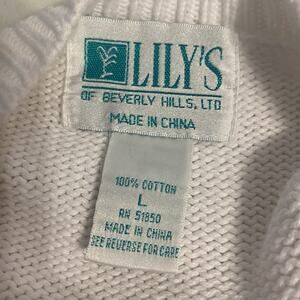 LILY'S
OF BEVERLY HILLS, LTD
MADE IN CHINA
100% COTTON
L
RN 51850
MADE IN CHINA
SEE REVERSE FOR CARE